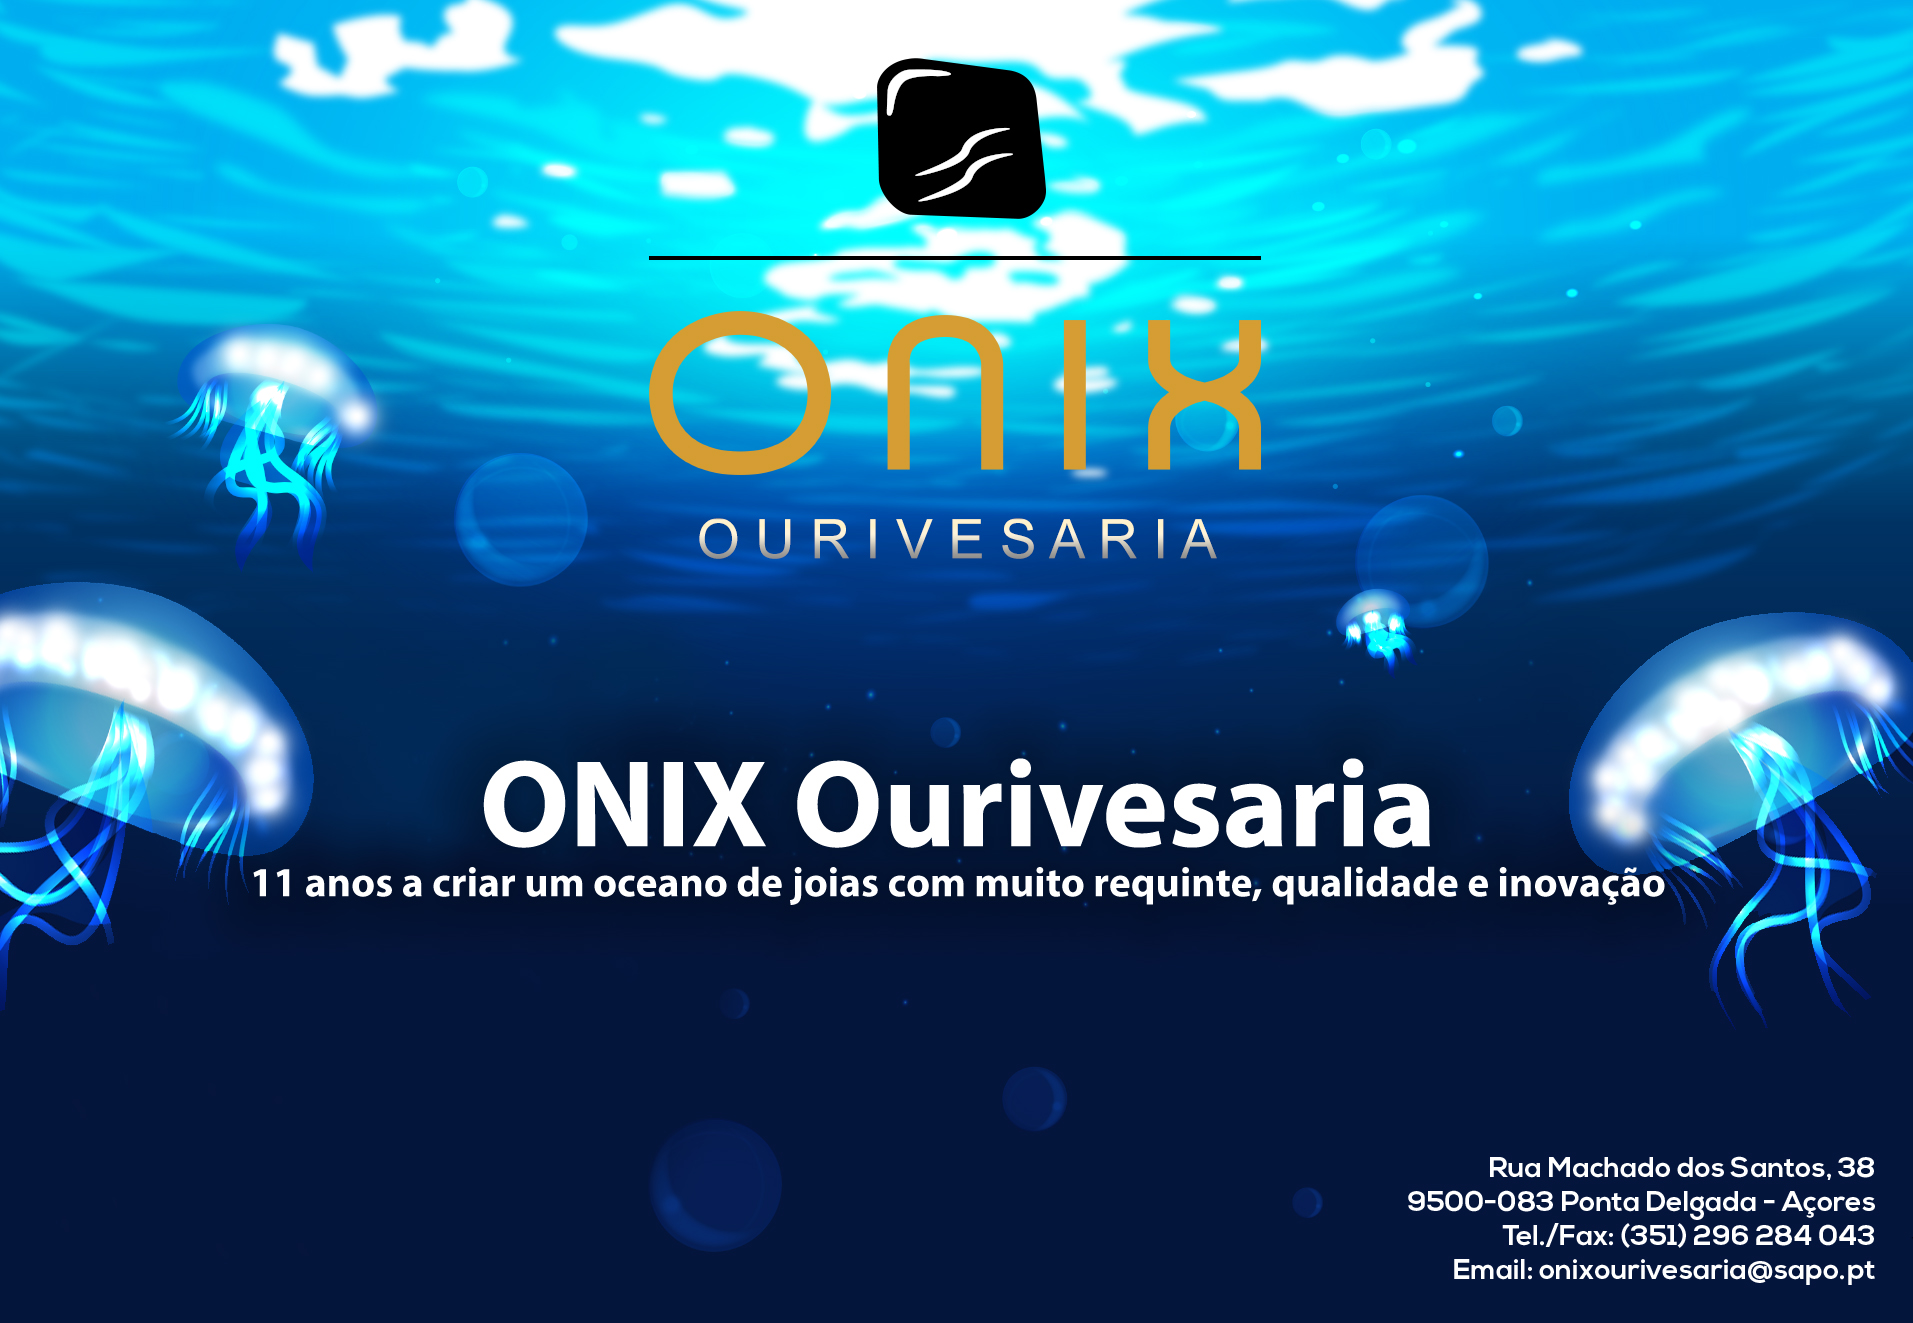 ONIX
OURIVESARIA
ONIX Ourivesaria
11 anos a criar um oceano de joias com muito requinte, qualidade e inovação
Rua Machado dos Santos, 38
9500-083 Ponta Delgada - Açores
Tel./Fax: (351) 296 284 043
Email: onixourivesaria@sapo.pt